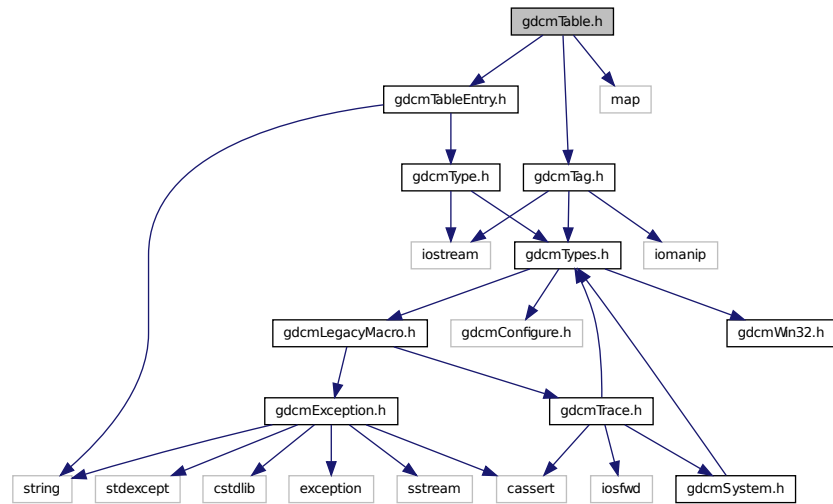 gdcmTable.h
gdcmTableEntry.h
map
gdcmType.h
gdcmTag.h
iostream
gdcmTypes.h
iomanip
gdcmLegacyMacro.h
gdcmConfigure.h
gdcmWin32.h
gdcmException.h
gdcmTrace.h
string
stdexcept
cstdlib
exception
sstream
cassert
iosfwd
gdcmSystem.h